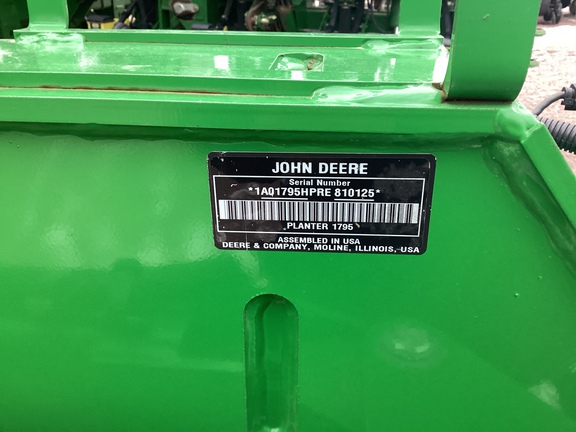 JOHN DEERE
Serial Number
*1A01795HPRE 810125*
PLANTER 1795
ASSEMBLED IN USA
DEERE & COMPANY, MOLINE, ILLINOIS, USA